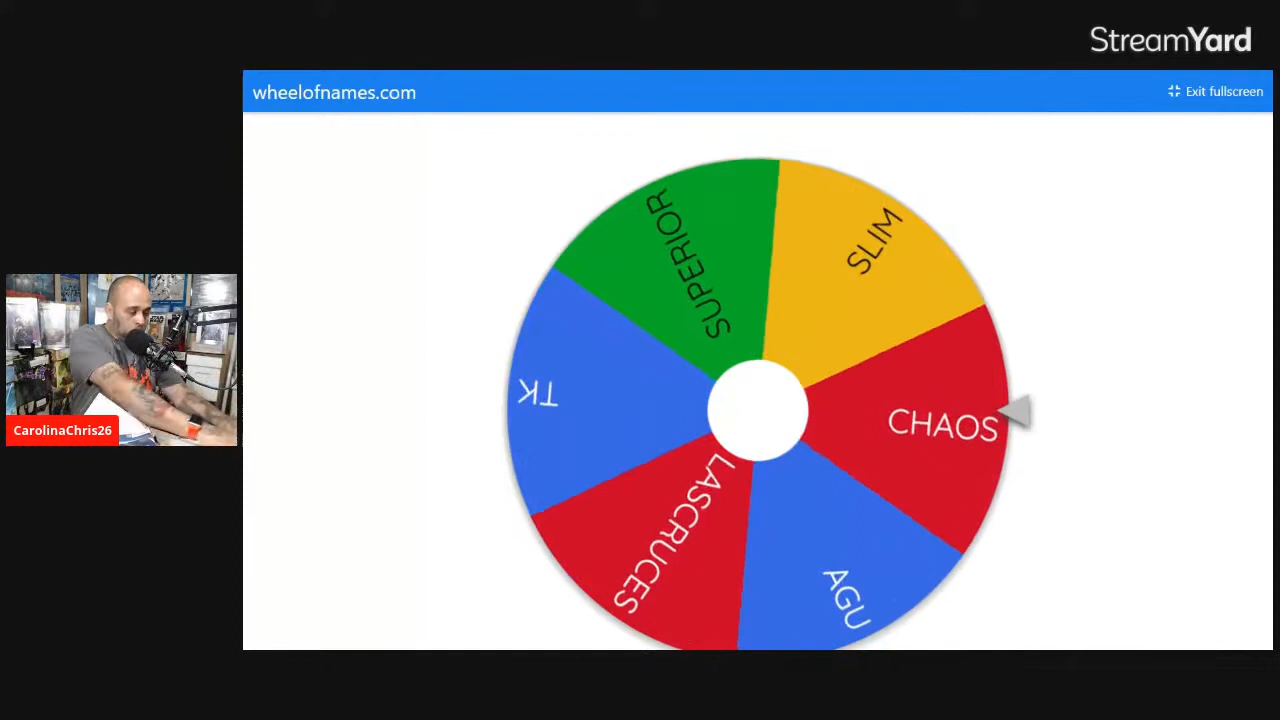 StreamYard
wheelofnames.com
Exit fullscreen
SUPERIOR
SLIM
TK
CHAOS
LASCRUCES
AGU
CarolinaChris26